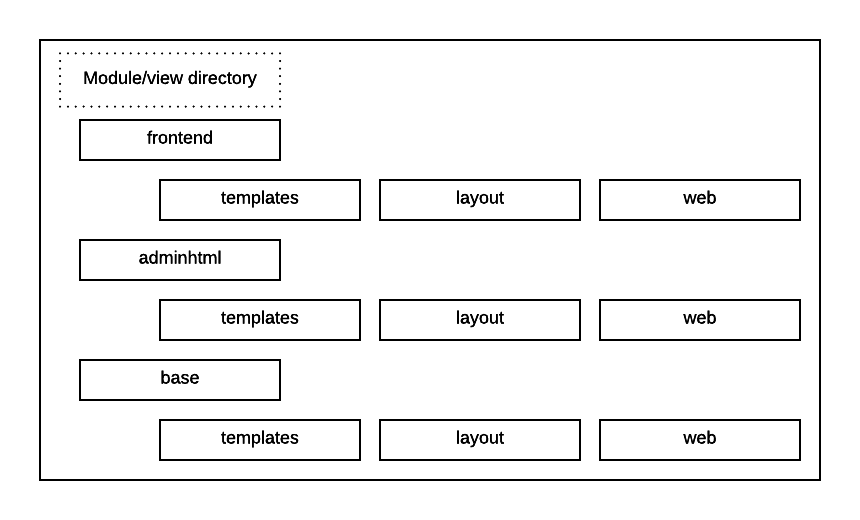 Module/view directory
frontend
templates layout web
adminhtml
templates layout web
base
templates layout web